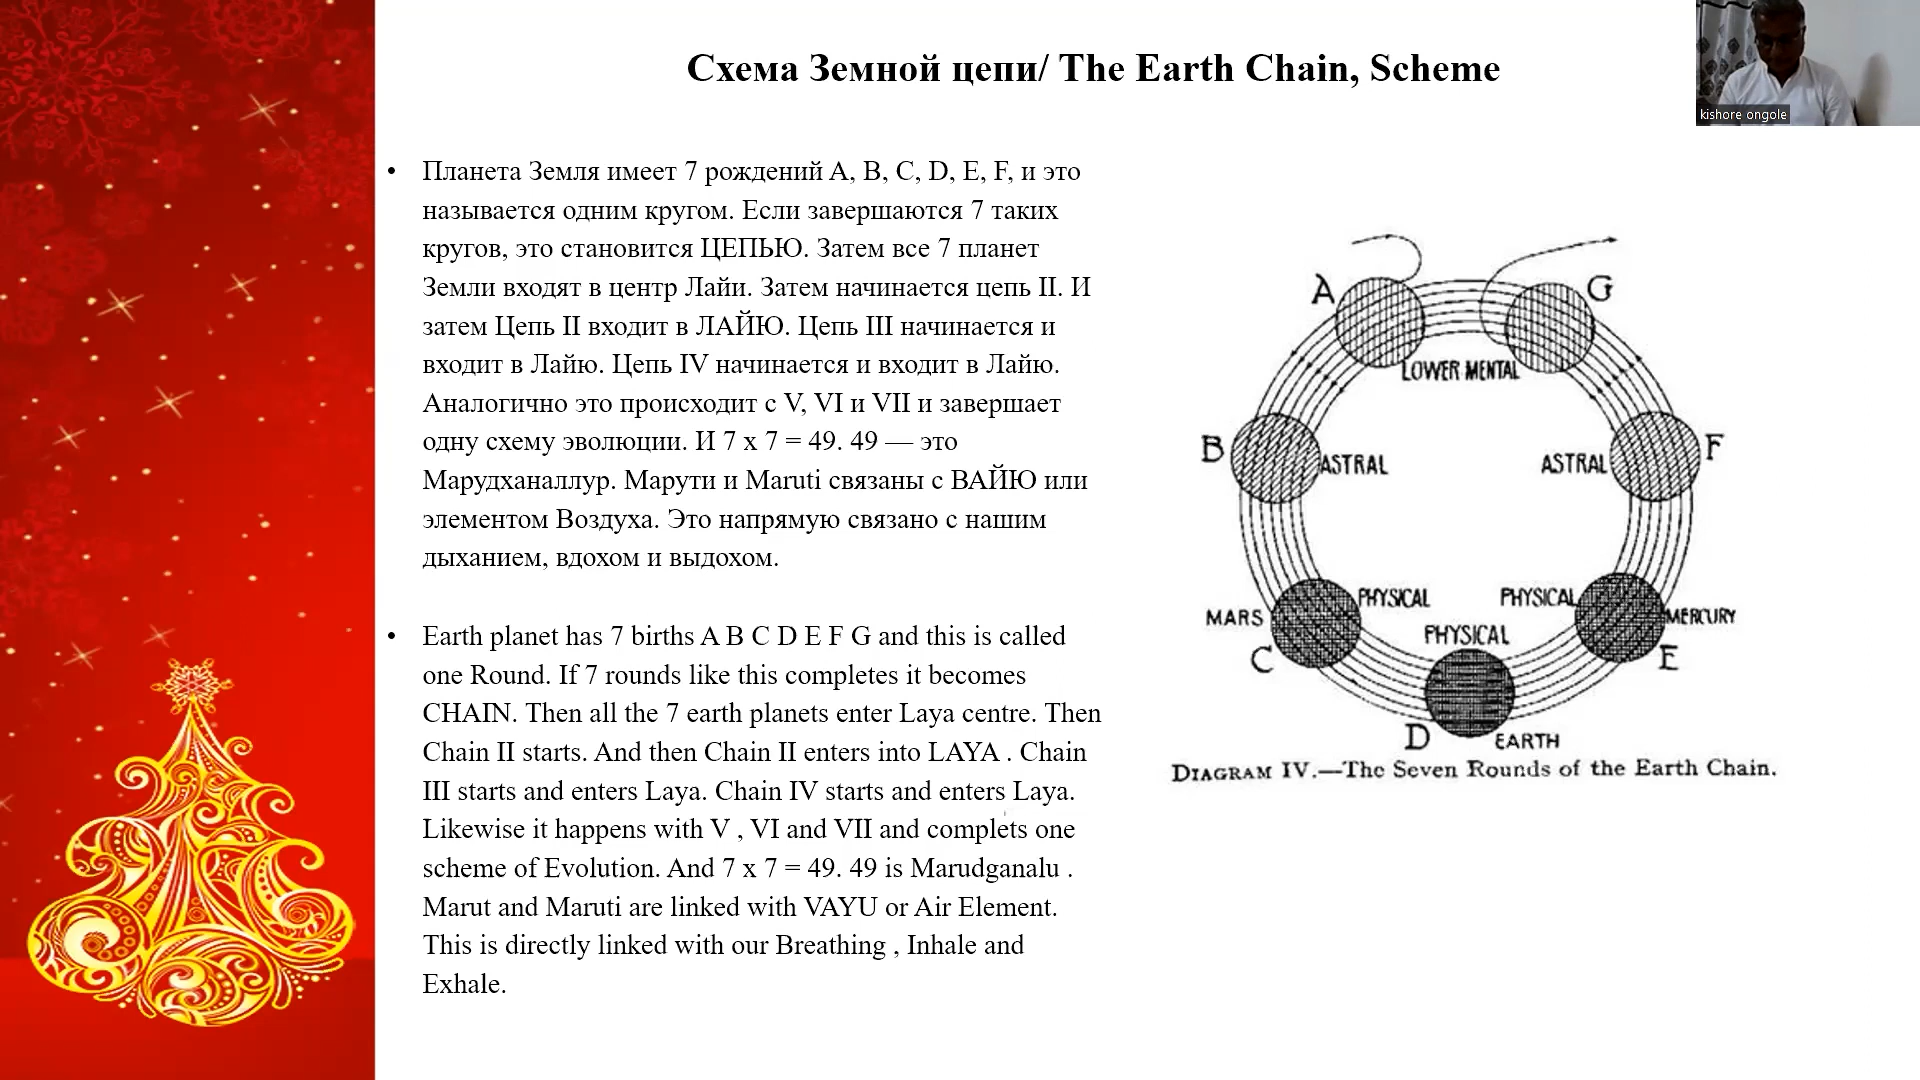 Схема Земной цепи/ The Earth Chain, Scheme
kishore ongole
• Планета Земля имеет 7 рождений A, B, C, D, E, F, и это
называется одним кругом. Если завершаются 7 таких
кругов, это становится ЦЕПЬЮ. Затем все 7 планет
Земли входят в центр Лайи. Затем начинается цепь II. И
затем Цепь II входит в ЛАЙЮ. Цепь III начинается и
входит в Лайю. Цепь IV начинается и входит в Лайю.
Аналогично это происходит с V, VI и VII и завершает
одну схему эволюции. И 7 x 7 = 49. 49 — это
Марудханаллур. Марути и Maruti связаны с ВАЙЮ или
элементом Воздуха. Это напрямую связано с нашим
дыханием, вдохом и выдохом.
• Earth planet has 7 births A B C D E F G and this is called
one Round. If 7 rounds like this completes it becomes
CHAIN. Then all the 7 earth planets enter Laya centre. Then
Chain II starts. And then Chain II enters into LAYA . Chain
III starts and enters Laya. Chain IV starts and enters Laya.
Likewise it happens with V , VI and VII and complets one
scheme of Evolution. And 7 x 7 = 49. 49 is Marudganalu .
Marut and Maruti are linked with VAYU or Air Element.
This is directly linked with our Breathing , Inhale and
Exhale.
A
G
LOWER MENTAL
B
ASTRAL
ASTRAL
F
MARS
PHYSICAL
PHYSICAL
MERCURY
PHYSICAL
C
E
D
EARTH
DIAGRAM IV.—The Seven Rounds of the Earth Chain.